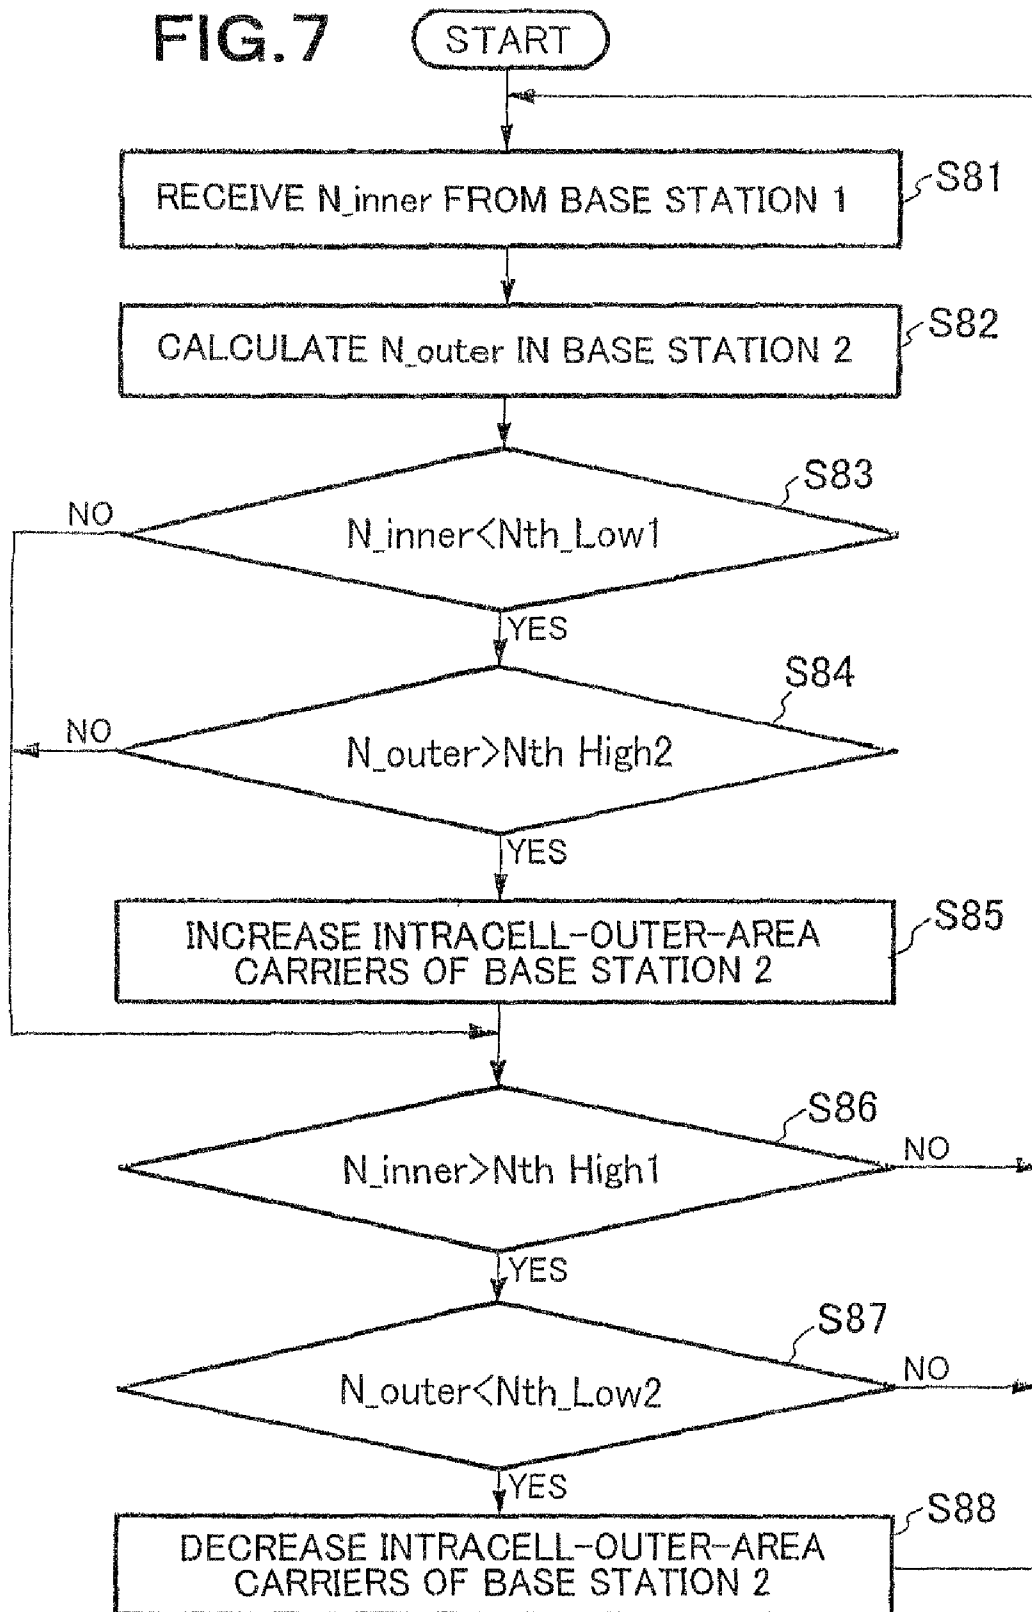 FIG.7
START
RECEIVE N_inner FROM BASE STATION 1
S81
CALCULATE N_outer IN BASE STATION 2
S82
S83
NO
N_inner<Nth_Low1
YES
S84
NO
N_outer>Nth High2
YES
INCREASE INTRACELL-OUTER-AREA
CARRIERS OF BASE STATION 2
S85
S86
N_inner>Nth High1
NO
YES
S87
N_outer<Nth_Low2
NO
YES
DECREASE INTRACELL-OUTER-AREA
CARRIERS OF BASE STATION 2
S88